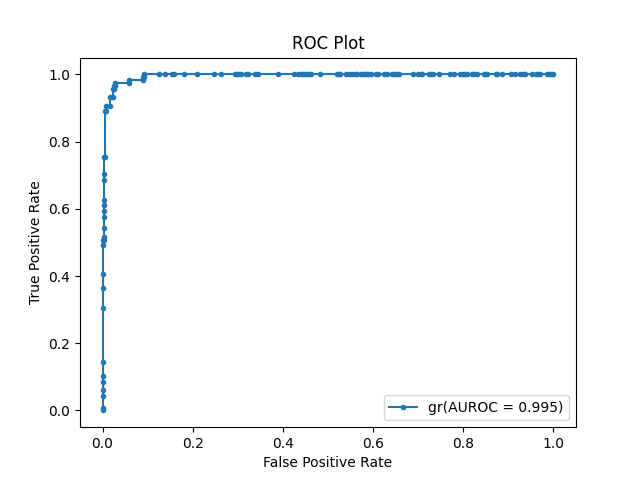 ROC Plot
1.0
0.8
0.6
0.4
0.2
0.0
True Positive Rate
gr(AUROC = 0.995)
0.0 0.2 0.4 0.6 0.8 1.0
False Positive Rate